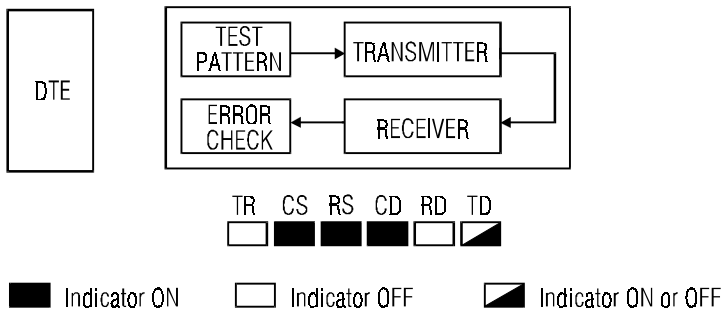 DTE
TEST
PATTERN
TRANSMITTER
ERROR
CHECK
RECEIVER
TR CS RS CD RD TD
Indicator ON Indicator OFF Indicator ON or OFF